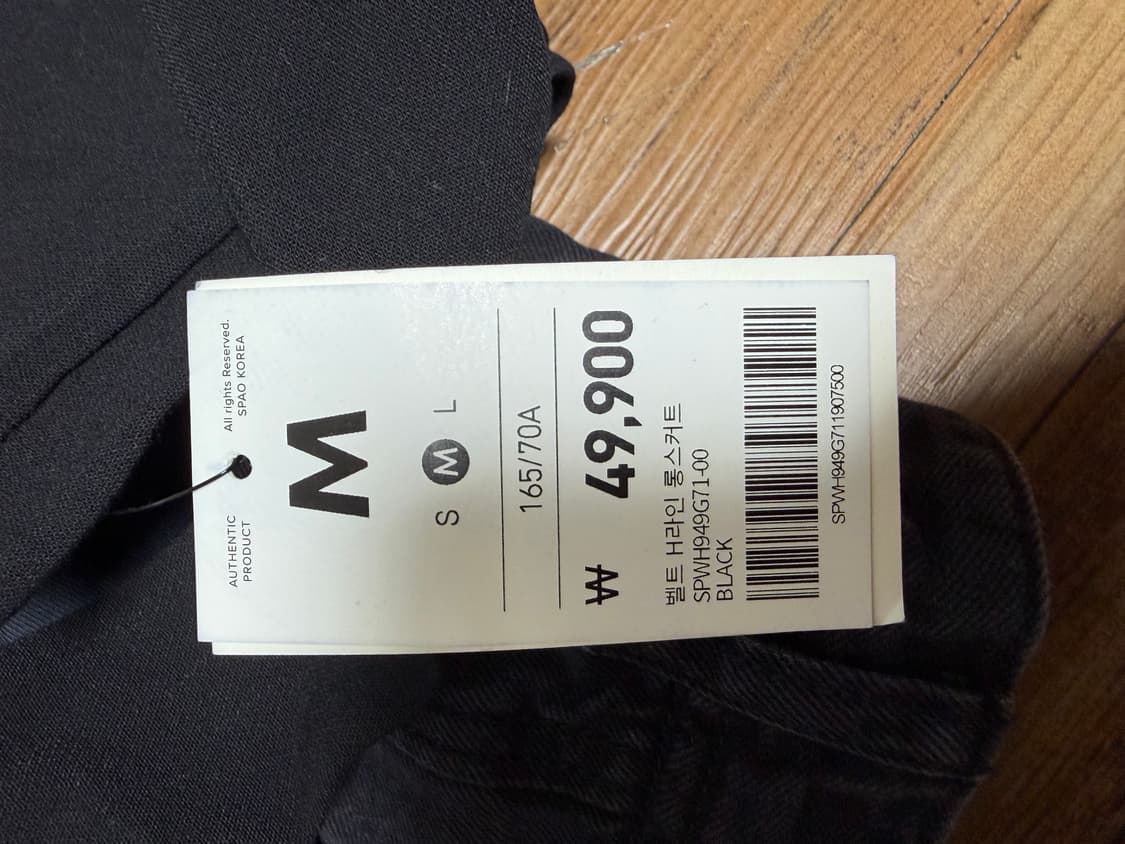 AUTHENTIC
PRODUCT
All rights Reserved.
SPAO KOREA
M
S M L
165/70A
₩ 49,900
벨트 H라인 롱스커트
SPWH949G71-00
BLACK
SPWH949G711907500